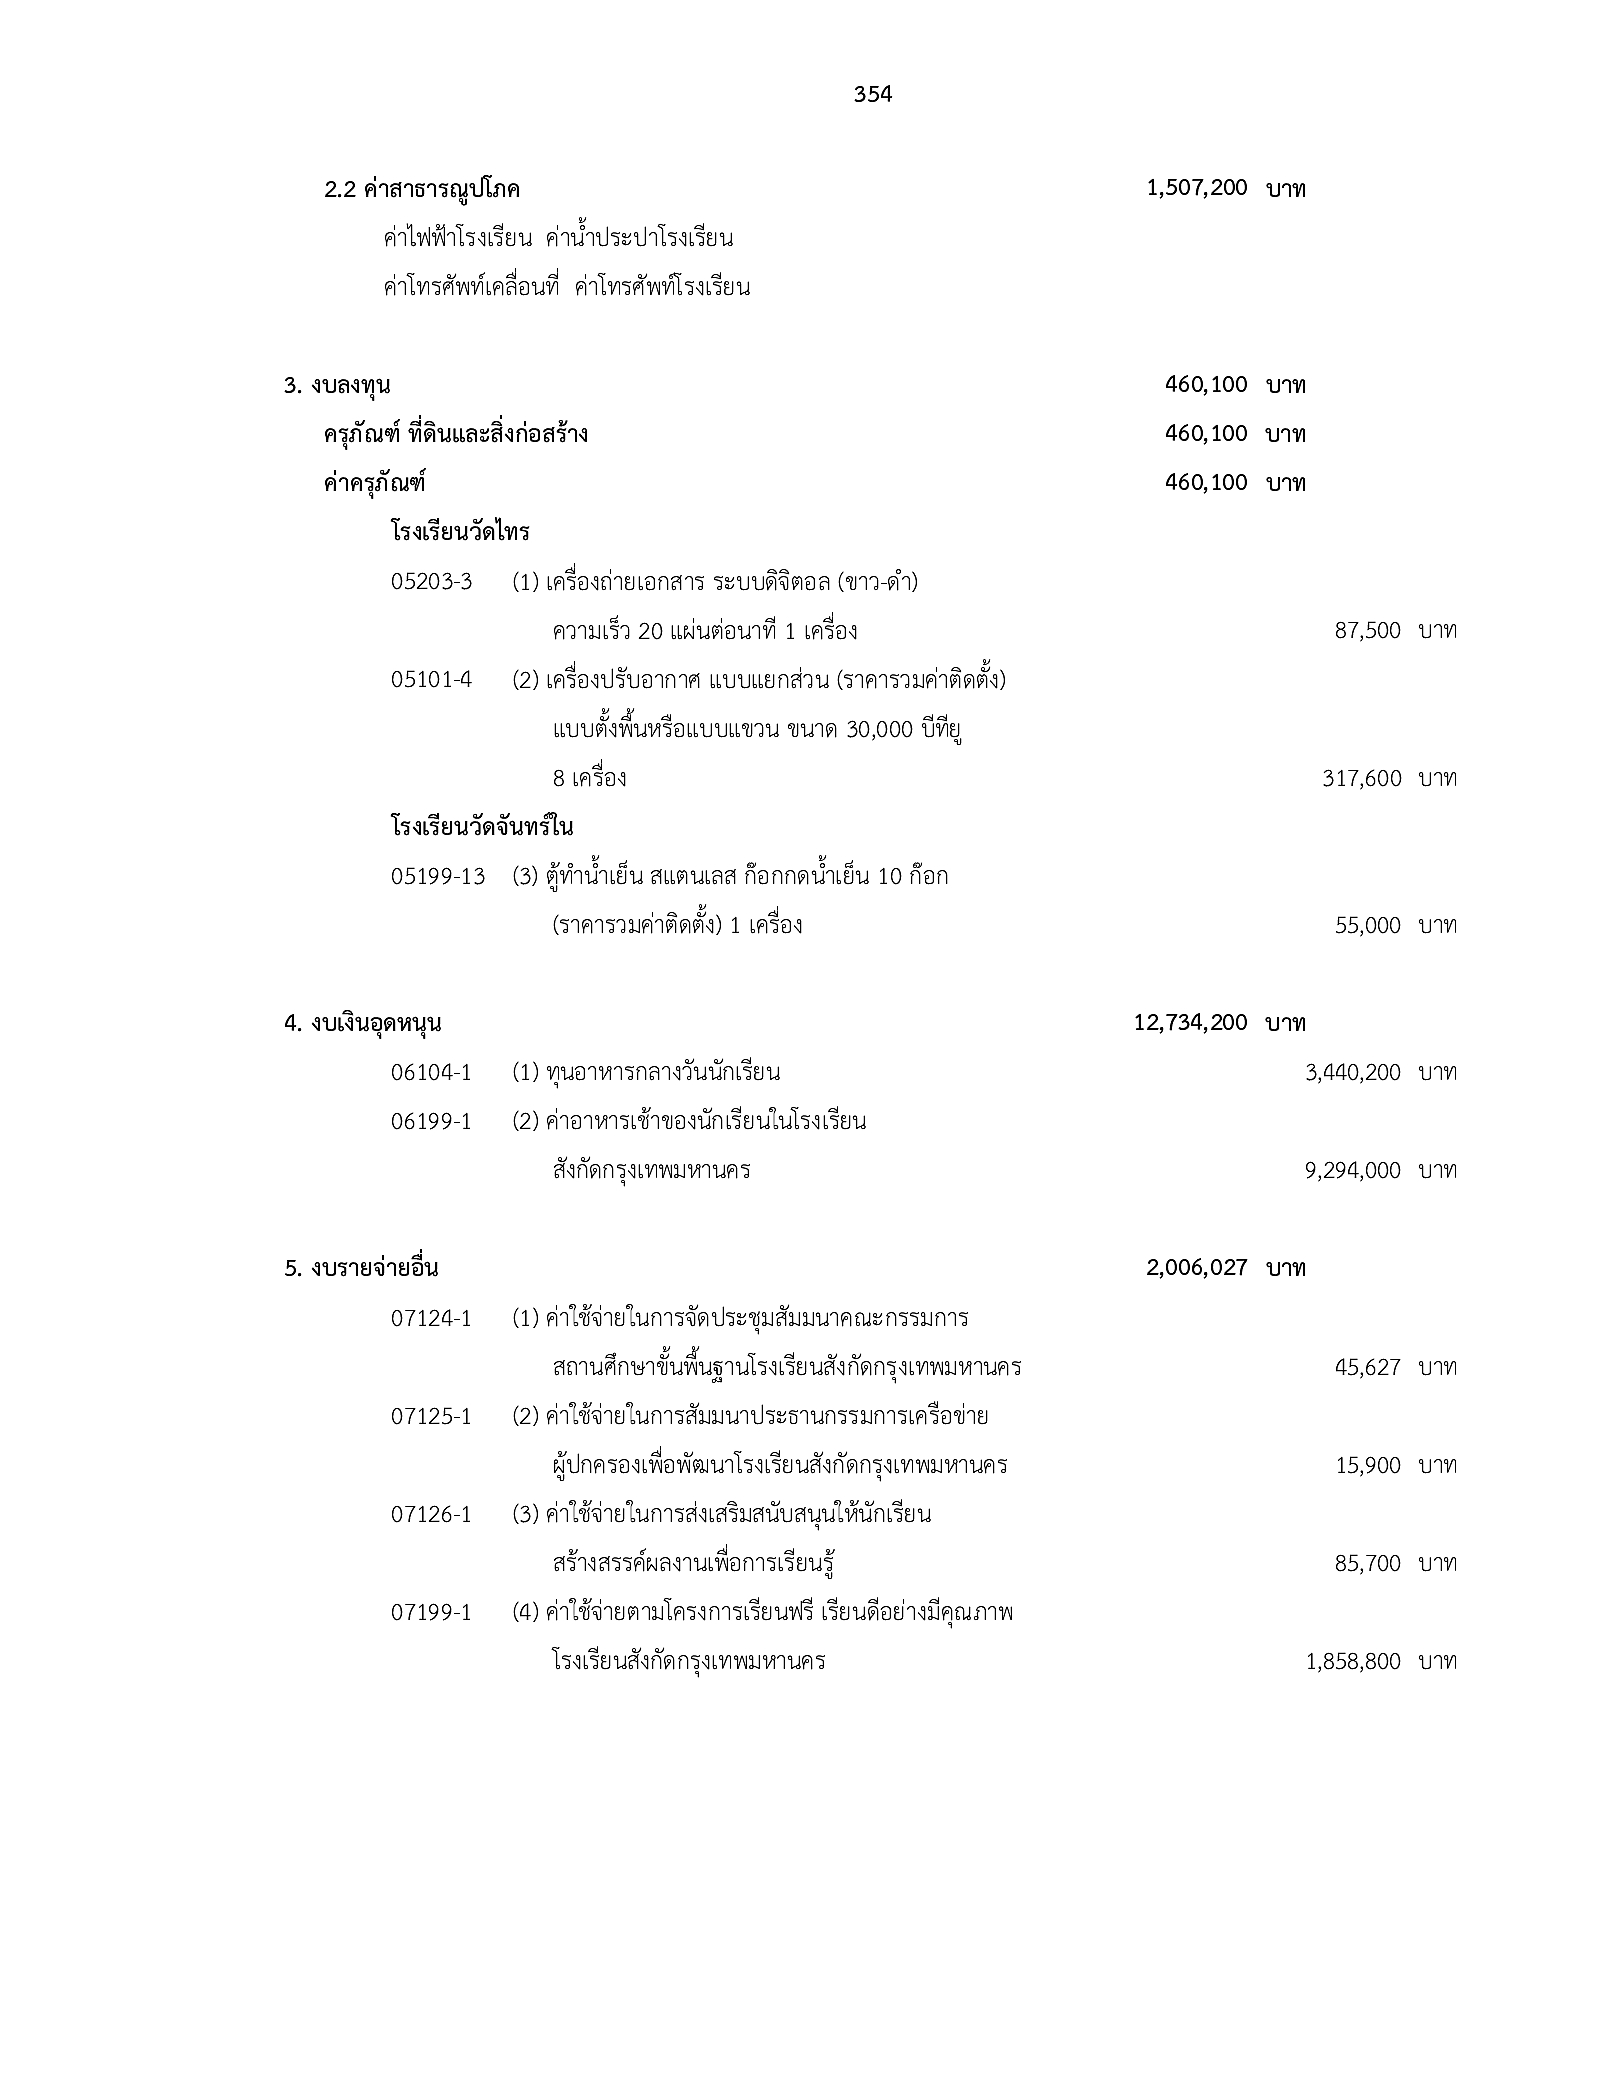 354
2.2 ค่าสาธารณูปโภค 1,507,200 บาท
ค่าไฟฟ้าโรงเรียน ค่าน้ำประปาโรงเรียน
ค่าโทรศัพท์เคลื่อนที่ ค่าโทรศัพท์โรงเรียน
3. งบลงทุน 460,100 บาท
ครุภัณฑ์ ที่ดินและสิ่งก่อสร้าง 460,100 บาท
ค่าครุภัณฑ์ 460,100 บาท
โรงเรียนวัดไทร
05203-3 (1) เครื่องถ่ายเอกสาร ระบบดิจิตอล (ขาว-ดำ)
ความเร็ว 20 แผ่นต่อนาที 1 เครื่อง 87,500 บาท
05101-4 (2) เครื่องปรับอากาศ แบบแยกส่วน (ราคารวมค่าติดตั้ง)
แบบตั้งพื้นหรือแบบแขวน ขนาด 30,000 บีทียู
8 เครื่อง 317,600 บาท
โรงเรียนวัดจันทร์ใน
05199-13 (3) ตู้ทำน้ำเย็น สแตนเลส ก๊อกกดน้ำเย็น 10 ก๊อก
(ราคารวมค่าติดตั้ง) 1 เครื่อง 55,000 บาท
4. งบเงินอุดหนุน 12,734,200 บาท
06104-1 (1) ทุนอาหารกลางวันนักเรียน 3,440,200 บาท
06199-1 (2) ค่าอาหารเช้าของนักเรียนในโรงเรียน
สังกัดกรุงเทพมหานคร 9,294,000 บาท
5. งบรายจ่ายอื่น 2,006,027 บาท
07124-1 (1) ค่าใช้จ่ายในการจัดประชุมสัมมนาคณะกรรมการ
สถานศึกษาขั้นพื้นฐานโรงเรียนสังกัดกรุงเทพมหานคร 45,627 บาท
07125-1 (2) ค่าใช้จ่ายในการสัมมนาประธานกรรมการเครือข่าย
ผู้ปกครองเพื่อพัฒนาโรงเรียนสังกัดกรุงเทพมหานคร 15,900 บาท
07126-1 (3) ค่าใช้จ่ายในการส่งเสริมสนับสนุนให้นักเรียน
สร้างสรรค์ผลงานเพื่อการเรียนรู้ 85,700 บาท
07199-1 (4) ค่าใช้จ่ายตามโครงการเรียนฟรี เรียนดีอย่างมีคุณภาพ
โรงเรียนสังกัดกรุงเทพมหานคร 1,858,800 บาท